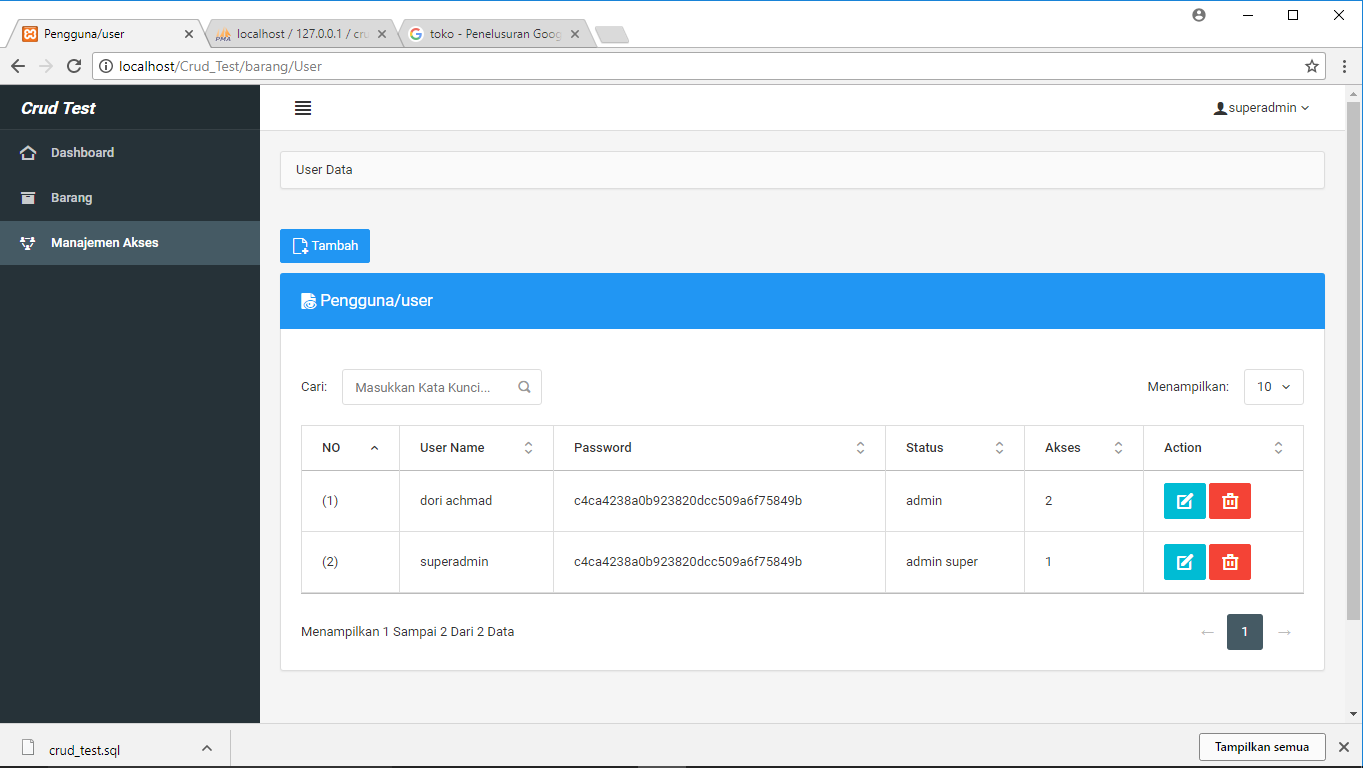 Pengguna/user
localhost / 127.0.0.1 / cru
toko - Penelusuran Goog
localhost/Crud_Test/barang/User
Crud Test
superadmin
Dashboard
Barang
Manajemen Akses
User Data
Tambah
Pengguna/user
Cari: Masukkan Kata Kunci... Menampilkan: 10
NO User Name Password Status Akses Action
(1) dori achmad c4ca4238a0b923820dcc509a6f75849b admin 2
(2) superadmin c4ca4238a0b923820dcc509a6f75849b admin super 1
Menampilkan 1 Sampai 2 Dari 2 Data ← 1 →
crud_test.sql Tampilkan semua